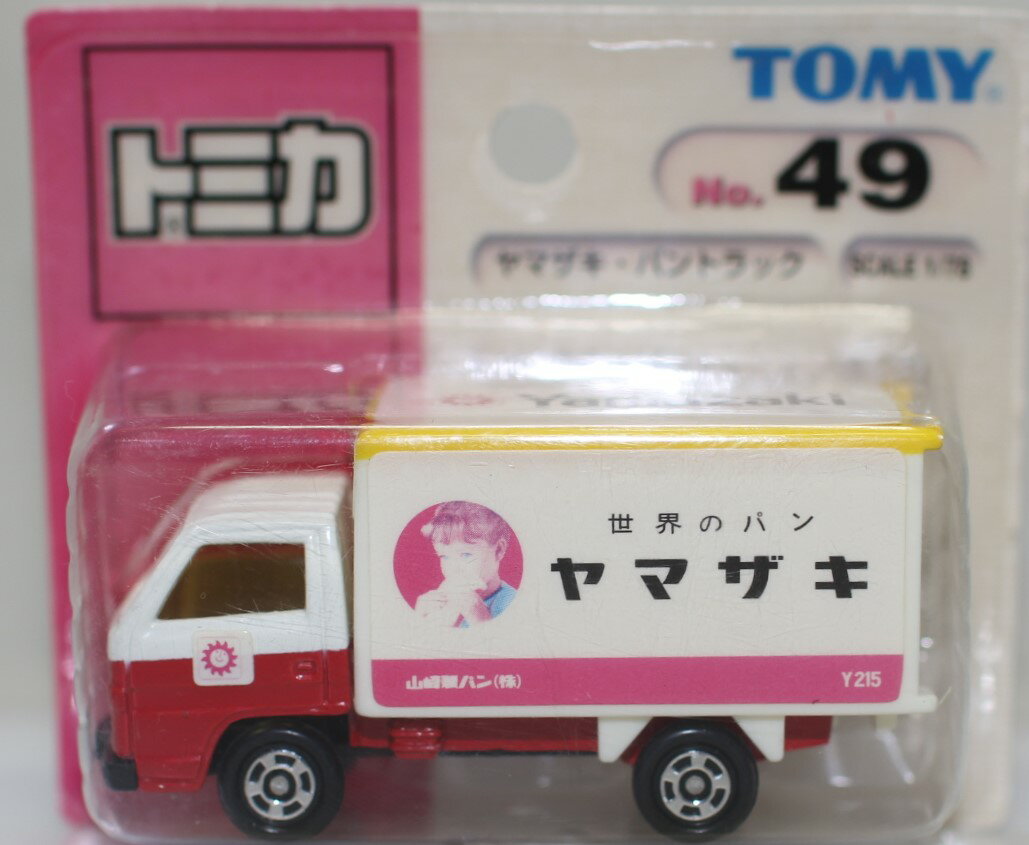 トミカ
TOMY
No. 49
ヤマザキ・パントラック
SCALE 1/78
Yamazaki
世界のパン
ヤマザキ
山崎製パン(株)
Y215